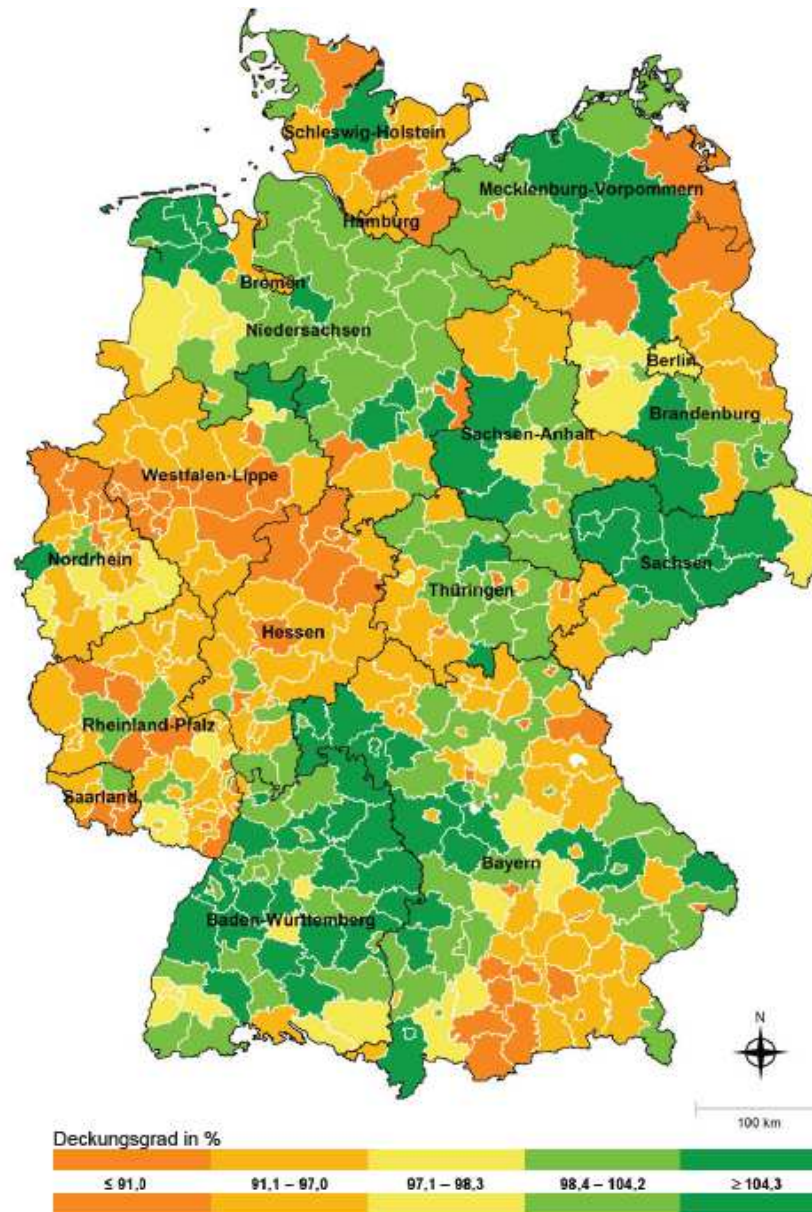 Schleswig-Holstein
Mecklenburg-Vorpommern
Hamburg
Bremen
Niedersachsen
Berlin
Brandenburg
Sachsen-Anhalt
Westfalen-Lippe
Nordrhein
Sachsen
Thüringen
Hessen
Rheinland-Pfalz
Saarland
Bayern
Baden-Württemberg
N
100 km
Deckungsgrad in %
≤ 91,0 91,1 – 97,0 97,1 – 98,3 98,4 – 104,2 ≥ 104,3